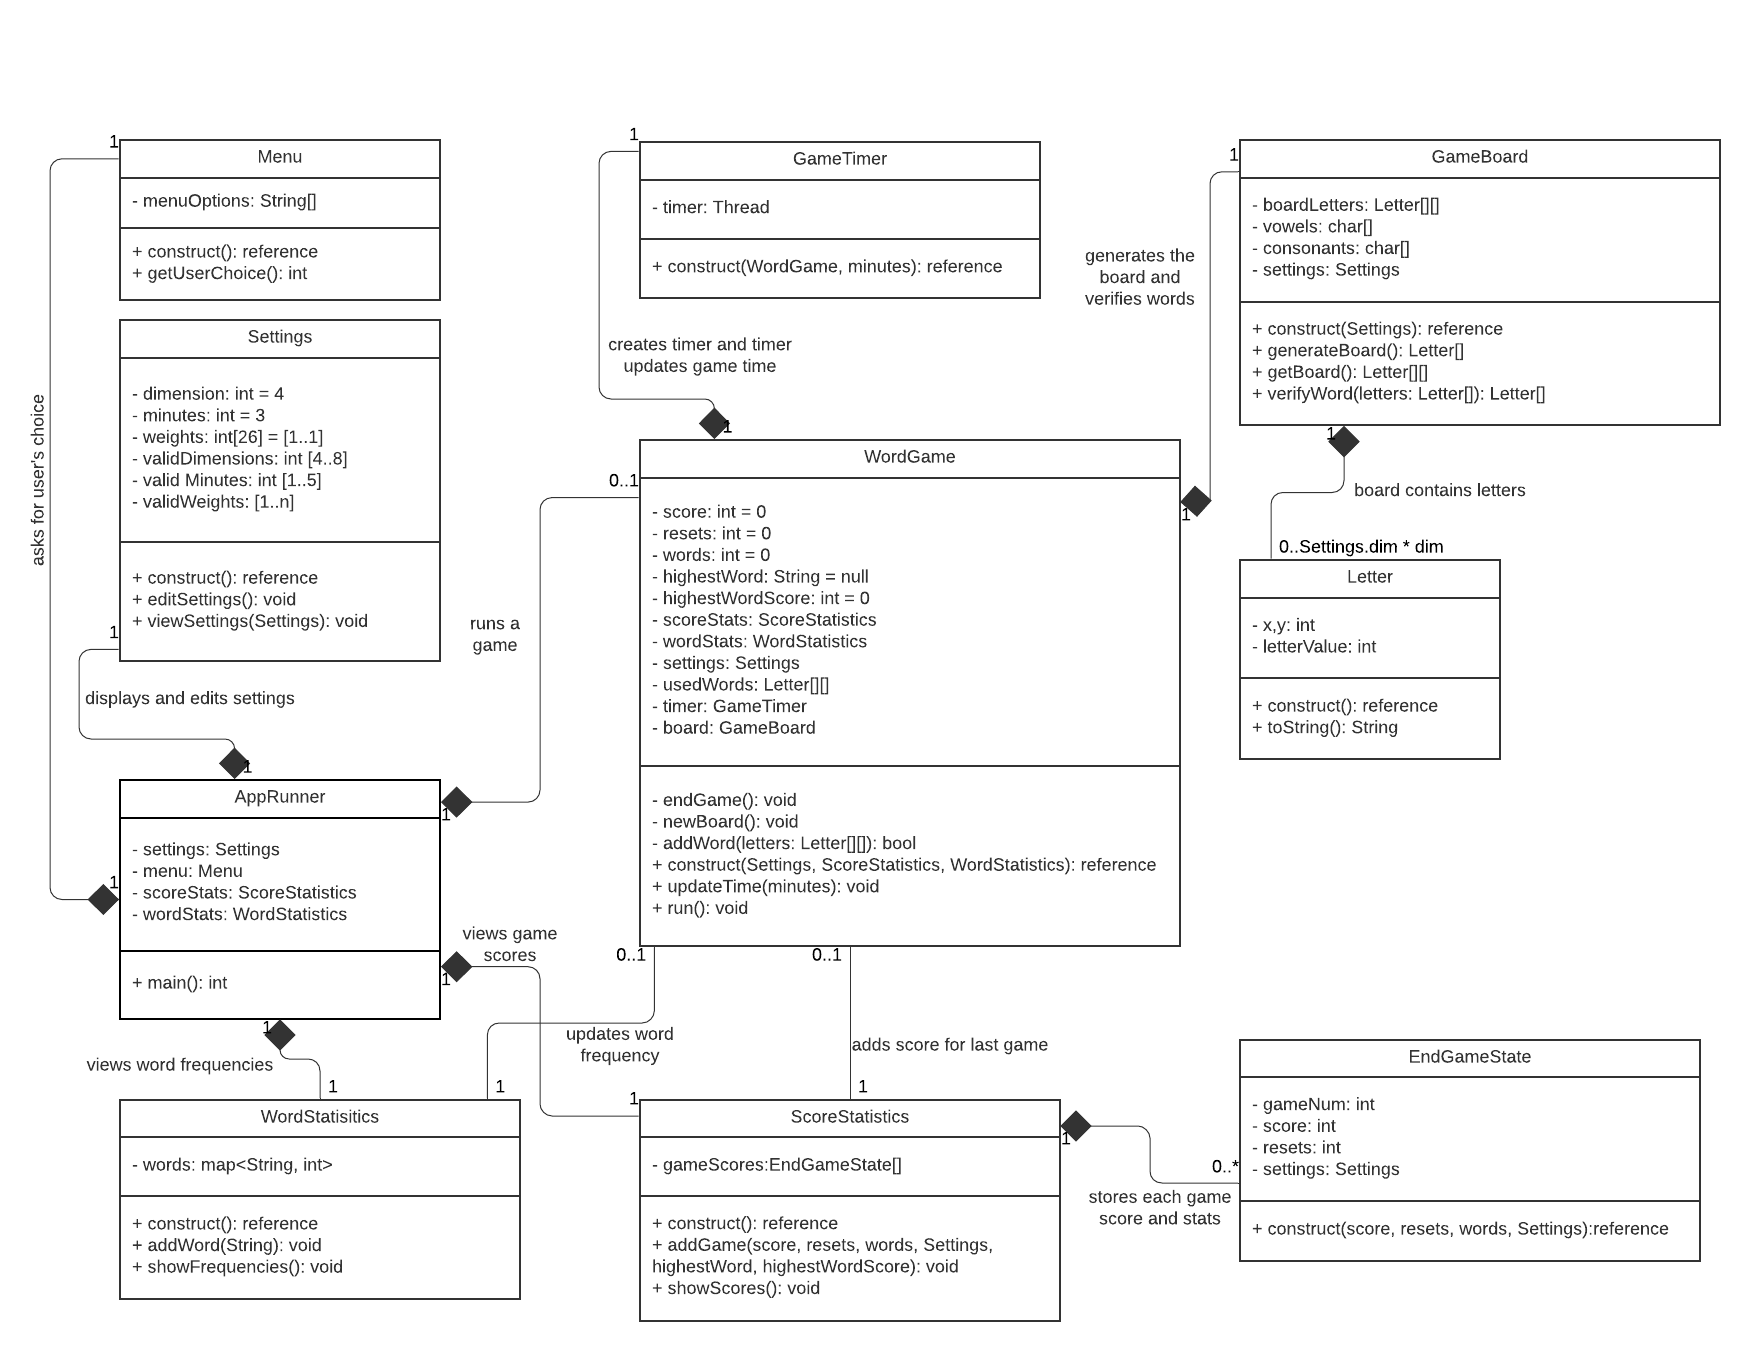 1
Menu
- menuOptions: String[]
+ construct(): reference
+ getUserChoice(): int
asks for user's choice
Settings
- dimension: int = 4
- minutes: int = 3
- weights: int[26] = [1..1]
- validDimensions: int [4..8]
- valid Minutes: int [1..5]
- validWeights: [1..n]
+ construct(): reference
+ editSettings(): void
+ viewSettings(Settings): void
1
displays and edits settings
1
AppRunner
- settings: Settings
- menu: Menu
- scoreStats: ScoreStatistics
- wordStats: WordStatistics
+ main(): int
1
1
1
1
views word frequencies
1
1
WordStatisitics
- words: map<String, int>
+ construct(): reference
+ addWord(String): void
+ showFrequencies(): void
1
GameTimer
- timer: Thread
+ construct(WordGame, minutes): reference
creates timer and timer
updates game time
1
0..1
runs a
game
WordGame
- score: int = 0
- resets: int = 0
- words: int = 0
- highestWord: String = null
- highestWordScore: int = 0
- scoreStats: ScoreStatistics
- wordStats: WordStatistics
- settings: Settings
- usedWords: Letter[][]
- timer: GameTimer
- board: GameBoard
- endGame(): void
- newBoard(): void
- addWord(letters: Letter[][]): bool
+ construct(Settings, ScoreStatistics, WordStatistics): reference
+ updateTime(minutes): void
+ run(): void
views game
scores
0..1
0..1
updates word
frequency
adds score for last game
1
1
ScoreStatistics
- gameScores:EndGameState[]
+ construct(): reference
+ addGame(score, resets, words, Settings,
highestWord, highestWordScore): void
+ showScores(): void
1
GameBoard
- boardLetters: Letter[][]
- vowels: char[]
- consonants: char[]
- settings: Settings
+ construct(Settings): reference
+ generateBoard(): Letter[]
+ getBoard(): Letter[][]
+ verifyWord(letters: Letter[]): Letter[]
generates the
board and
verifies words
1
1
board contains letters
0..Settings.dim * dim
Letter
- x,y: int
- letterValue: int
+ construct(): reference
+ toString(): String
1
0..*
stores each game
score and stats
EndGameState
- gameNum: int
- score: int
- resets: int
- settings: Settings
+ construct(score, resets, words, Settings):reference